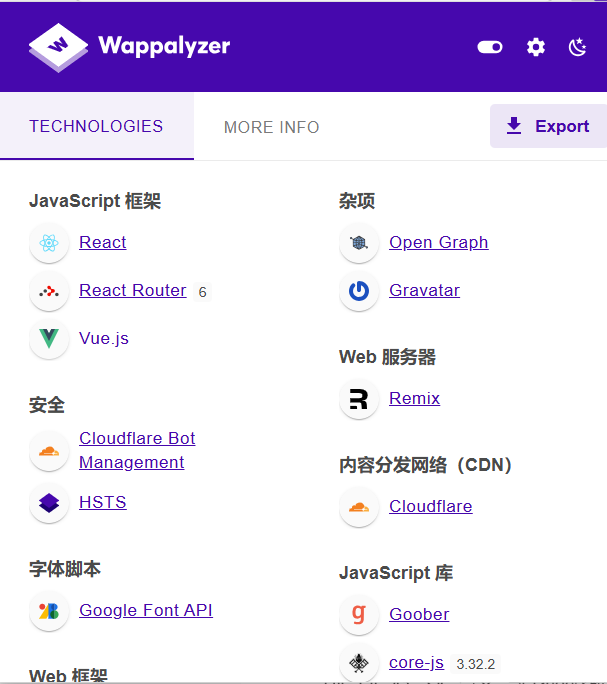 Wappalyzer
TECHNOLOGIES
MORE INFO
Export
JavaScript 框架
React
React Router 6
Vue.js
安全
Cloudflare Bot
Management
HSTS
字体脚本
Google Font API
Web 框架
杂项
Open Graph
Gravatar
Web 服务器
Remix
内容分发网络（CDN）
Cloudflare
JavaScript 库
Goober
core-js 3.32.2